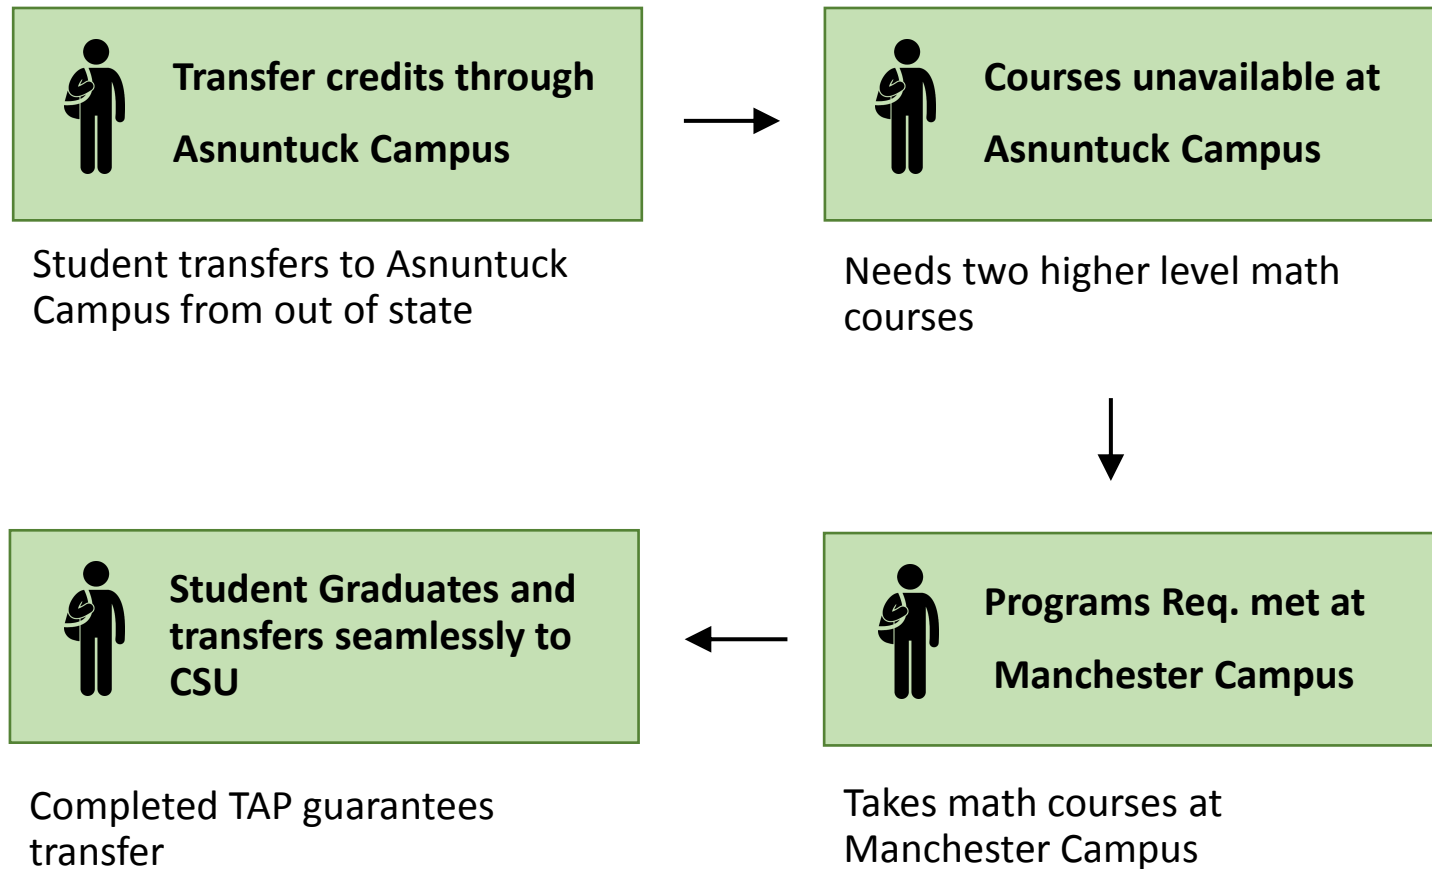 Transfer credits through
Asnuntuck Campus
Student transfers to Asnuntuck
Campus from out of state
Courses unavailable at
Asnuntuck Campus
Needs two higher level math
courses
Programs Req. met at
Manchester Campus
Takes math courses at
Manchester Campus
Student Graduates and
transfers seamlessly to
CSU
Completed TAP guarantees
transfer